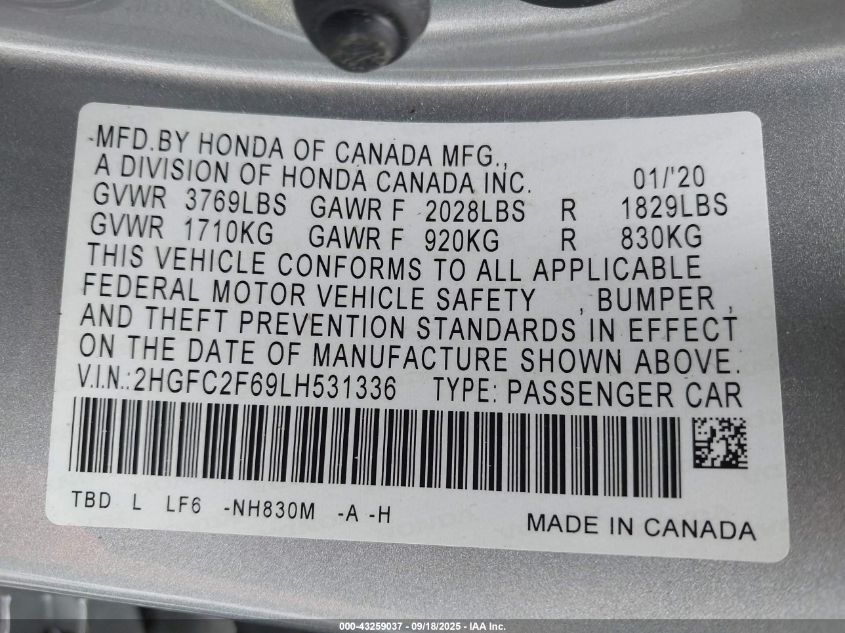 MFD.BY HONDA OF CANADA MFG.,
A DIVISION OF HONDA CANADA INC. 01/'20
GVWR 3769LBS GAWR F 2028LBS R 1829LBS
GVWR 1710KG GAWR F 920KG R 830KG
THIS VEHICLE CONFORMS TO ALL APPLICABLE
FEDERAL MOTOR VEHICLE SAFETY , BUMPER ,
AND THEFT PREVENTION STANDARDS IN EFFECT
ON THE DATE OF MANUFACTURE SHOWN ABOVE.
V.I.N.:2HGFC2F69LH531336 TYPE: PASSENGER CAR
TBD L LF6 -NH830M -A -H
MADE IN CANADA
000-43259037 - 09/18/2025 - IAA Inc.